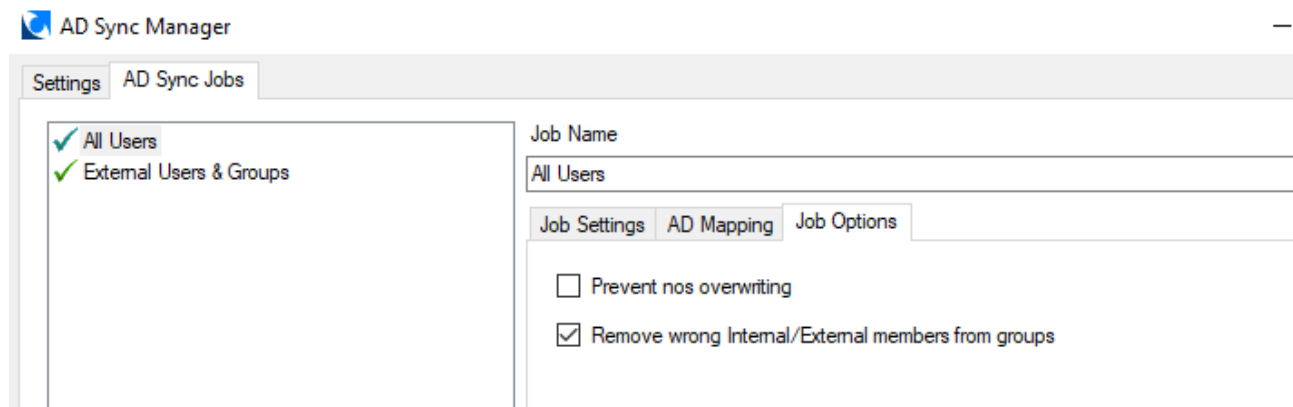 AD Sync Manager
Settings AD Sync Jobs
All Users
External Users & Groups
Job Name
All Users
Job Settings AD Mapping Job Options
Prevent nos overwriting
Remove wrong Internal/External members from groups